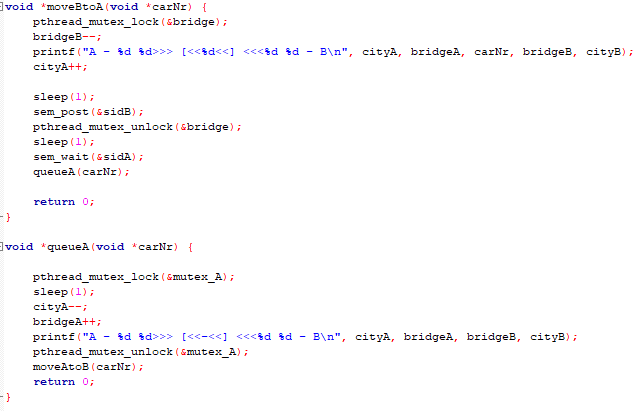 void *moveBtoA(void *carNr) {
pthread_mutex_lock(&bridge);
bridgeB--;
printf("A - %d %d>>> [<<%d<<] <<<%d %d - B\n", cityA, bridgeA, carNr, bridgeB, cityB);
cityA++;
sleep(1);
sem_post(&sidB);
pthread_mutex_unlock(&bridge);
sleep(1);
sem_wait(&sidA);
queueA(carNr);
return 0;
}
void *queueA(void *carNr) {
pthread_mutex_lock(&mutex_A);
sleep(1);
cityA--;
bridgeA++;
printf("A - %d %d>>> [<<-<<] <<<%d %d - B\n", cityA, bridgeA, bridgeB, cityB);
pthread_mutex_unlock(&mutex_A);
moveAtoB(carNr);
return 0;
}